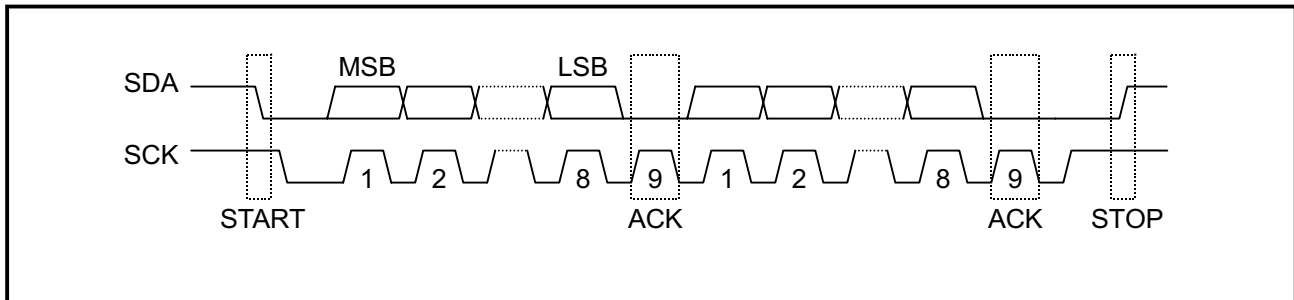 MSB LSB
SDA
SCK
1 2 8 9 1 2 8 9
START ACK ACK STOP